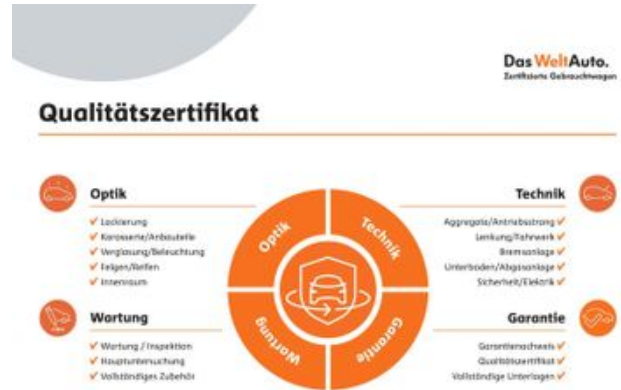 Das WeltAuto.
Zertifizierte Gebrauchtwagen
Qualitätszertifikat
Optik
✔ Lackierung
✔ Karosserie/Anbauteile
✔ Verglasung/Beleuchtung
✔ Felgen/Reifen
✔ Innenraum
Wartung
✔ Wartung / Inspektion
✔ Hauptuntersuchung
✔ Vollständiges Zubehör
Optik
Technik
Wartung
Garantie
Technik
Aggregate/Antriebsstrang ✔
Lenkung/Fahrwerk ✔
Bremsanlage ✔
Unterboden/Abgasanlage ✔
Sicherheit/Elektrik ✔
Garantie
Garantienachweis ✔
Qualitätszertifikat ✔
Vollständige Unterlagen ✔